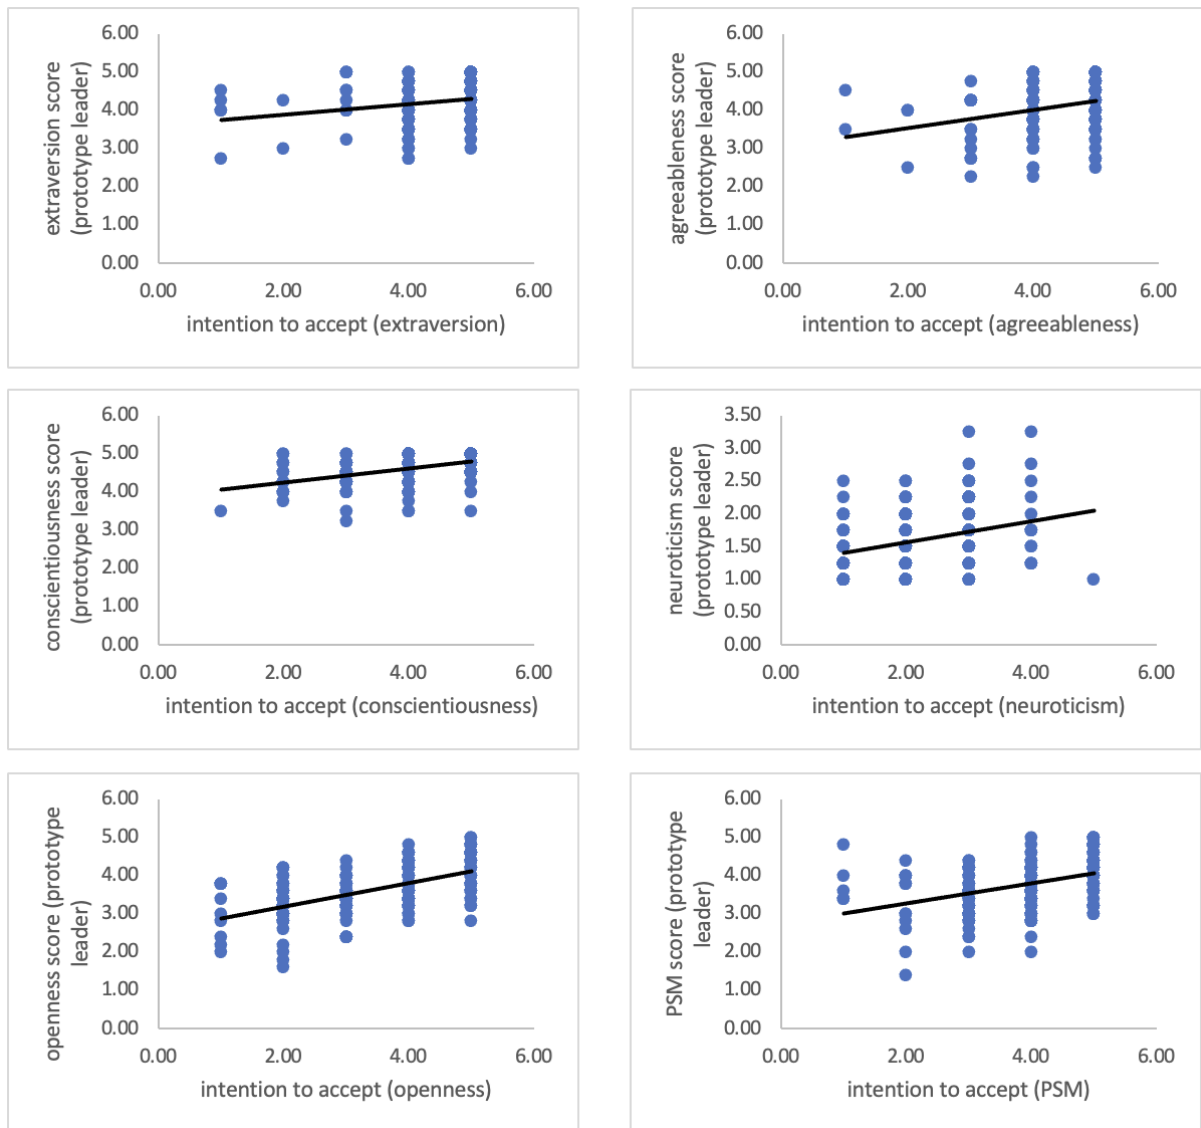 extraversion score
(prototype leader)
6.00
5.00
4.00
3.00
2.00
1.00
0.00
0.00 2.00 4.00 6.00
intention to accept (extraversion)
agreeableness score
(prototype leader)
6.00
5.00
4.00
3.00
2.00
1.00
0.00
0.00 2.00 4.00 6.00
intention to accept (agreeableness)
conscientiousness score
(prototype leader)
6.00
5.00
4.00
3.00
2.00
1.00
0.00
0.00 2.00 4.00 6.00
intention to accept (conscientiousness)
neuroticism score
(prototype leader)
3.50
3.00
2.50
2.00
1.50
1.00
0.50
0.00
0.00 2.00 4.00 6.00
intention to accept (neuroticism)
openness score (prototype
leader)
6.00
5.00
4.00
3.00
2.00
1.00
0.00
0.00 2.00 4.00 6.00
intention to accept (openness)
PSM score (prototype
leader)
6.00
5.00
4.00
3.00
2.00
1.00
0.00
0.00 2.00 4.00 6.00
intention to accept (PSM)